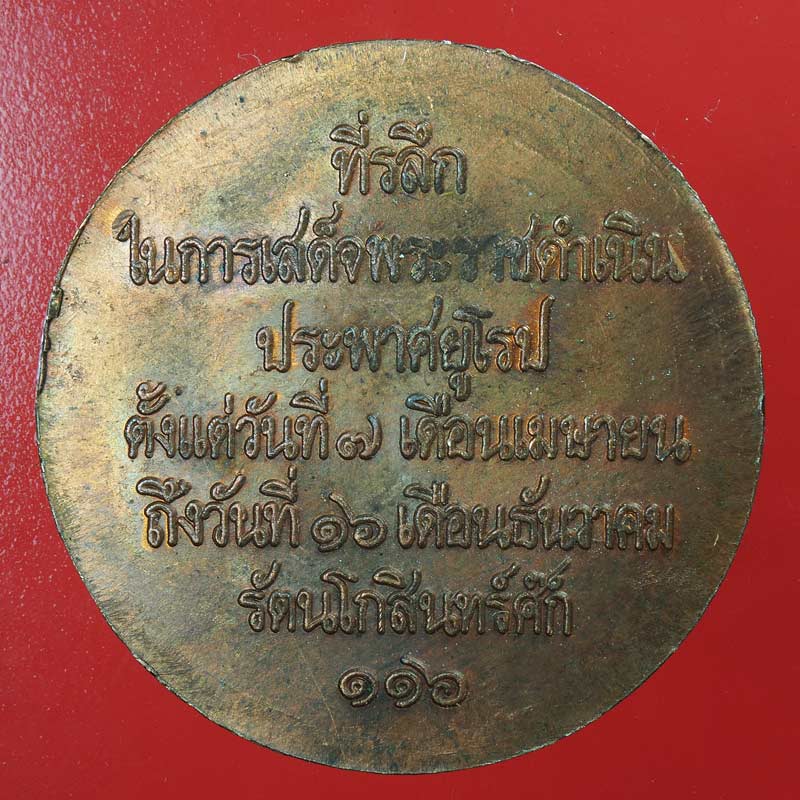 ที่รลึก
ในการเสด็จพระราชดำเนิน
ประพาศยูโรป
ตั้งแต่วันที่ ๗ เดือนเมษายน
ถึงวันที่ ๑๖ เดือนธันวาคม
รัตนโกสินทร์ศ๊ก
๑๑๖